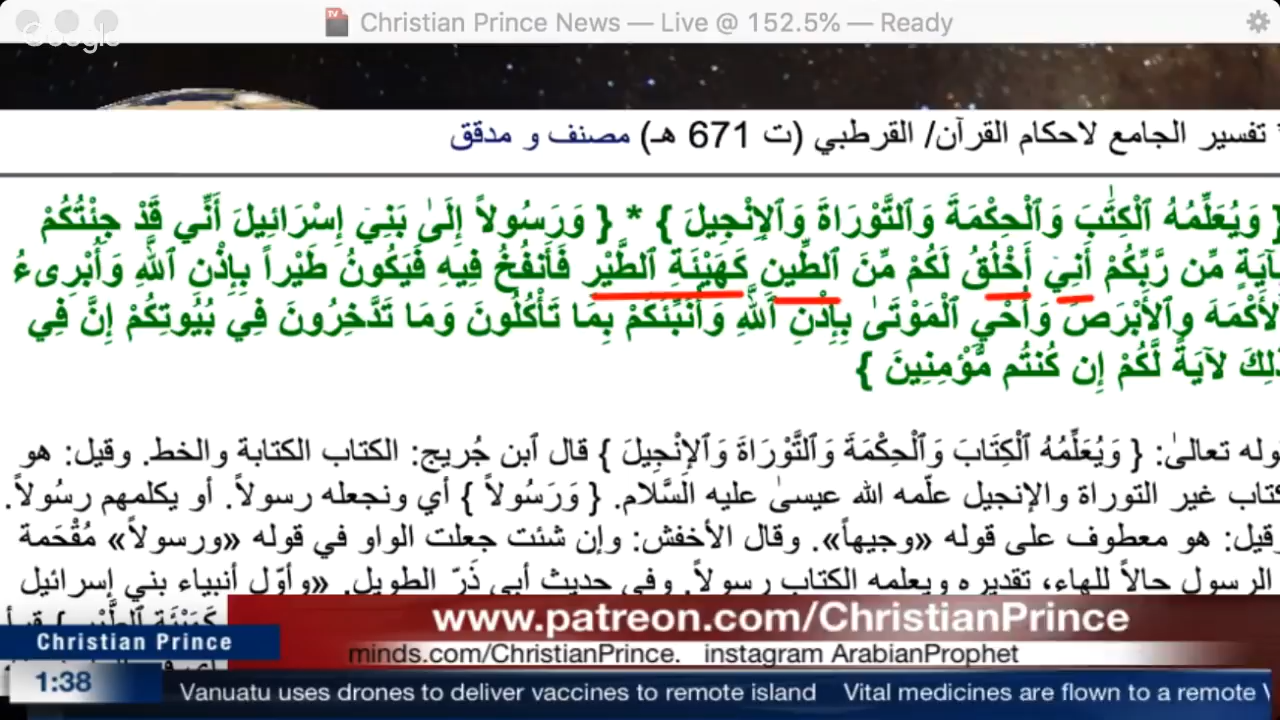 Christian Prince News — Live @ 152.5% — Ready
Google
تفسير الجامع لاحكام القرآن/ القرطبي (ت 671 هـ) مصنف و مدقق
{ وَيُعَلِّمُهُ ٱلْكِتَٰبَ وَٱلْحِكْمَةَ وَٱلتَّوْرَاةَ وَٱلإِنْجِيلَ } * { وَرَسُولاً إِلَىٰ بَنِيۤ إِسْرَائِيلَ أَنِّي قَدْ جِئْتُكُمْ
بِآيَةٍ مِّن رَّبِّكُمْ أَنِيۤ أَخْلُقُ لَكُمْ مِّنَ ٱلطِّينِ كَهَيْئَةِ ٱلطَّيْرِ فَأَنفُخُ فِيهِ فَيَكُونُ طَيْراً بِإِذْنِ ٱللَّهِ وَأُبْرِىءُ
ٱلأَكْمَهَ وٱلأَبْرَصَ وَأُحْيِ ٱلْمَوْتَىٰ بِإِذْنِ ٱللَّهِ وَأُنَبِّئُكُمْ بِمَا تَأْكُلُونَ وَمَا تَدَّخِرُونَ فِي بُيُوتِكُمْ إِنَّ فِي
ذٰلِكَ لآيَةً لَّكُمْ إِن كُنتُم مُّؤْمِنِينَ }
قوله تعالىٰ: { وَيُعَلِّمُهُ ٱلْكِتَابَ وَٱلْحِكْمَةَ وَٱلتَّوْرَاةَ وَٱلإنْجِيلَ } قال ٱبن جُريج: الكتاب الكتابة والخط. وقيل: هو
كتاب غير التوراة والإنجيل علّمه الله عيسىٰ عليه السَّلام. { وَرَسُولاً } أي ونجعله رسولاً. أو يكلمهم رسُولاً.
وقيل: هو معطوف على قوله «وجيهاً». وقال الأخفش: وإن شئت جعلت الواو في قوله «ورسولاً» مُقْحَمة
الرسول حالاً للهاء، تقديره ويعلمه الكتاب رسولاً. وفي حديث أبي ذَرّ الطويل. «وأوّل أنبياء بني إسرائيل
كَهَيْئَةِ ٱلطَّيْرِ }
www.patreon.com/ChristianPrince
Christian Prince
minds.com/ChristianPrince. instagram ArabianProphet
1:38
Vanuatu uses drones to deliver vaccines to remote island Vital medicines are flown to a remote